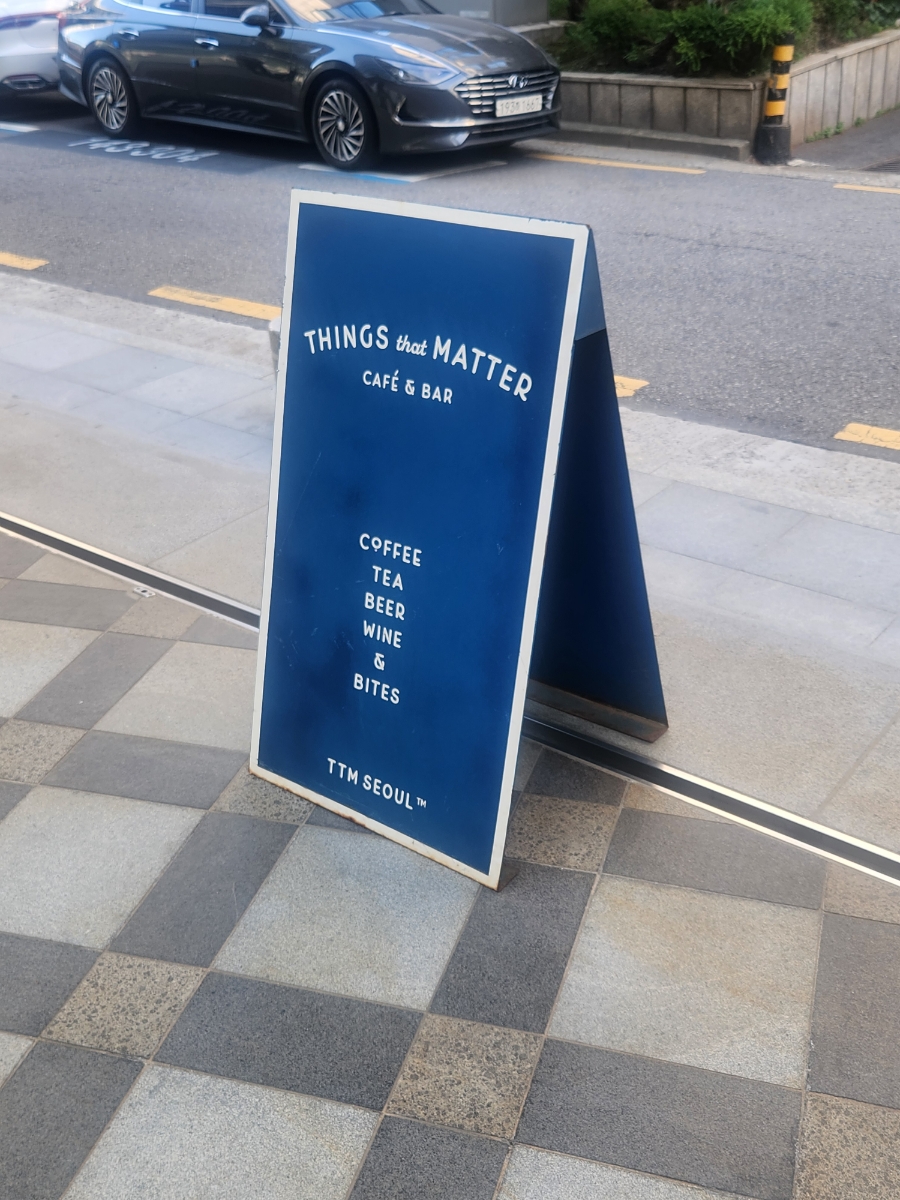 THINGS that MATTER
CAFÉ & BAR
COFFEE
TEA
BEER
WINE
&
BITES
TTM SEOUL™